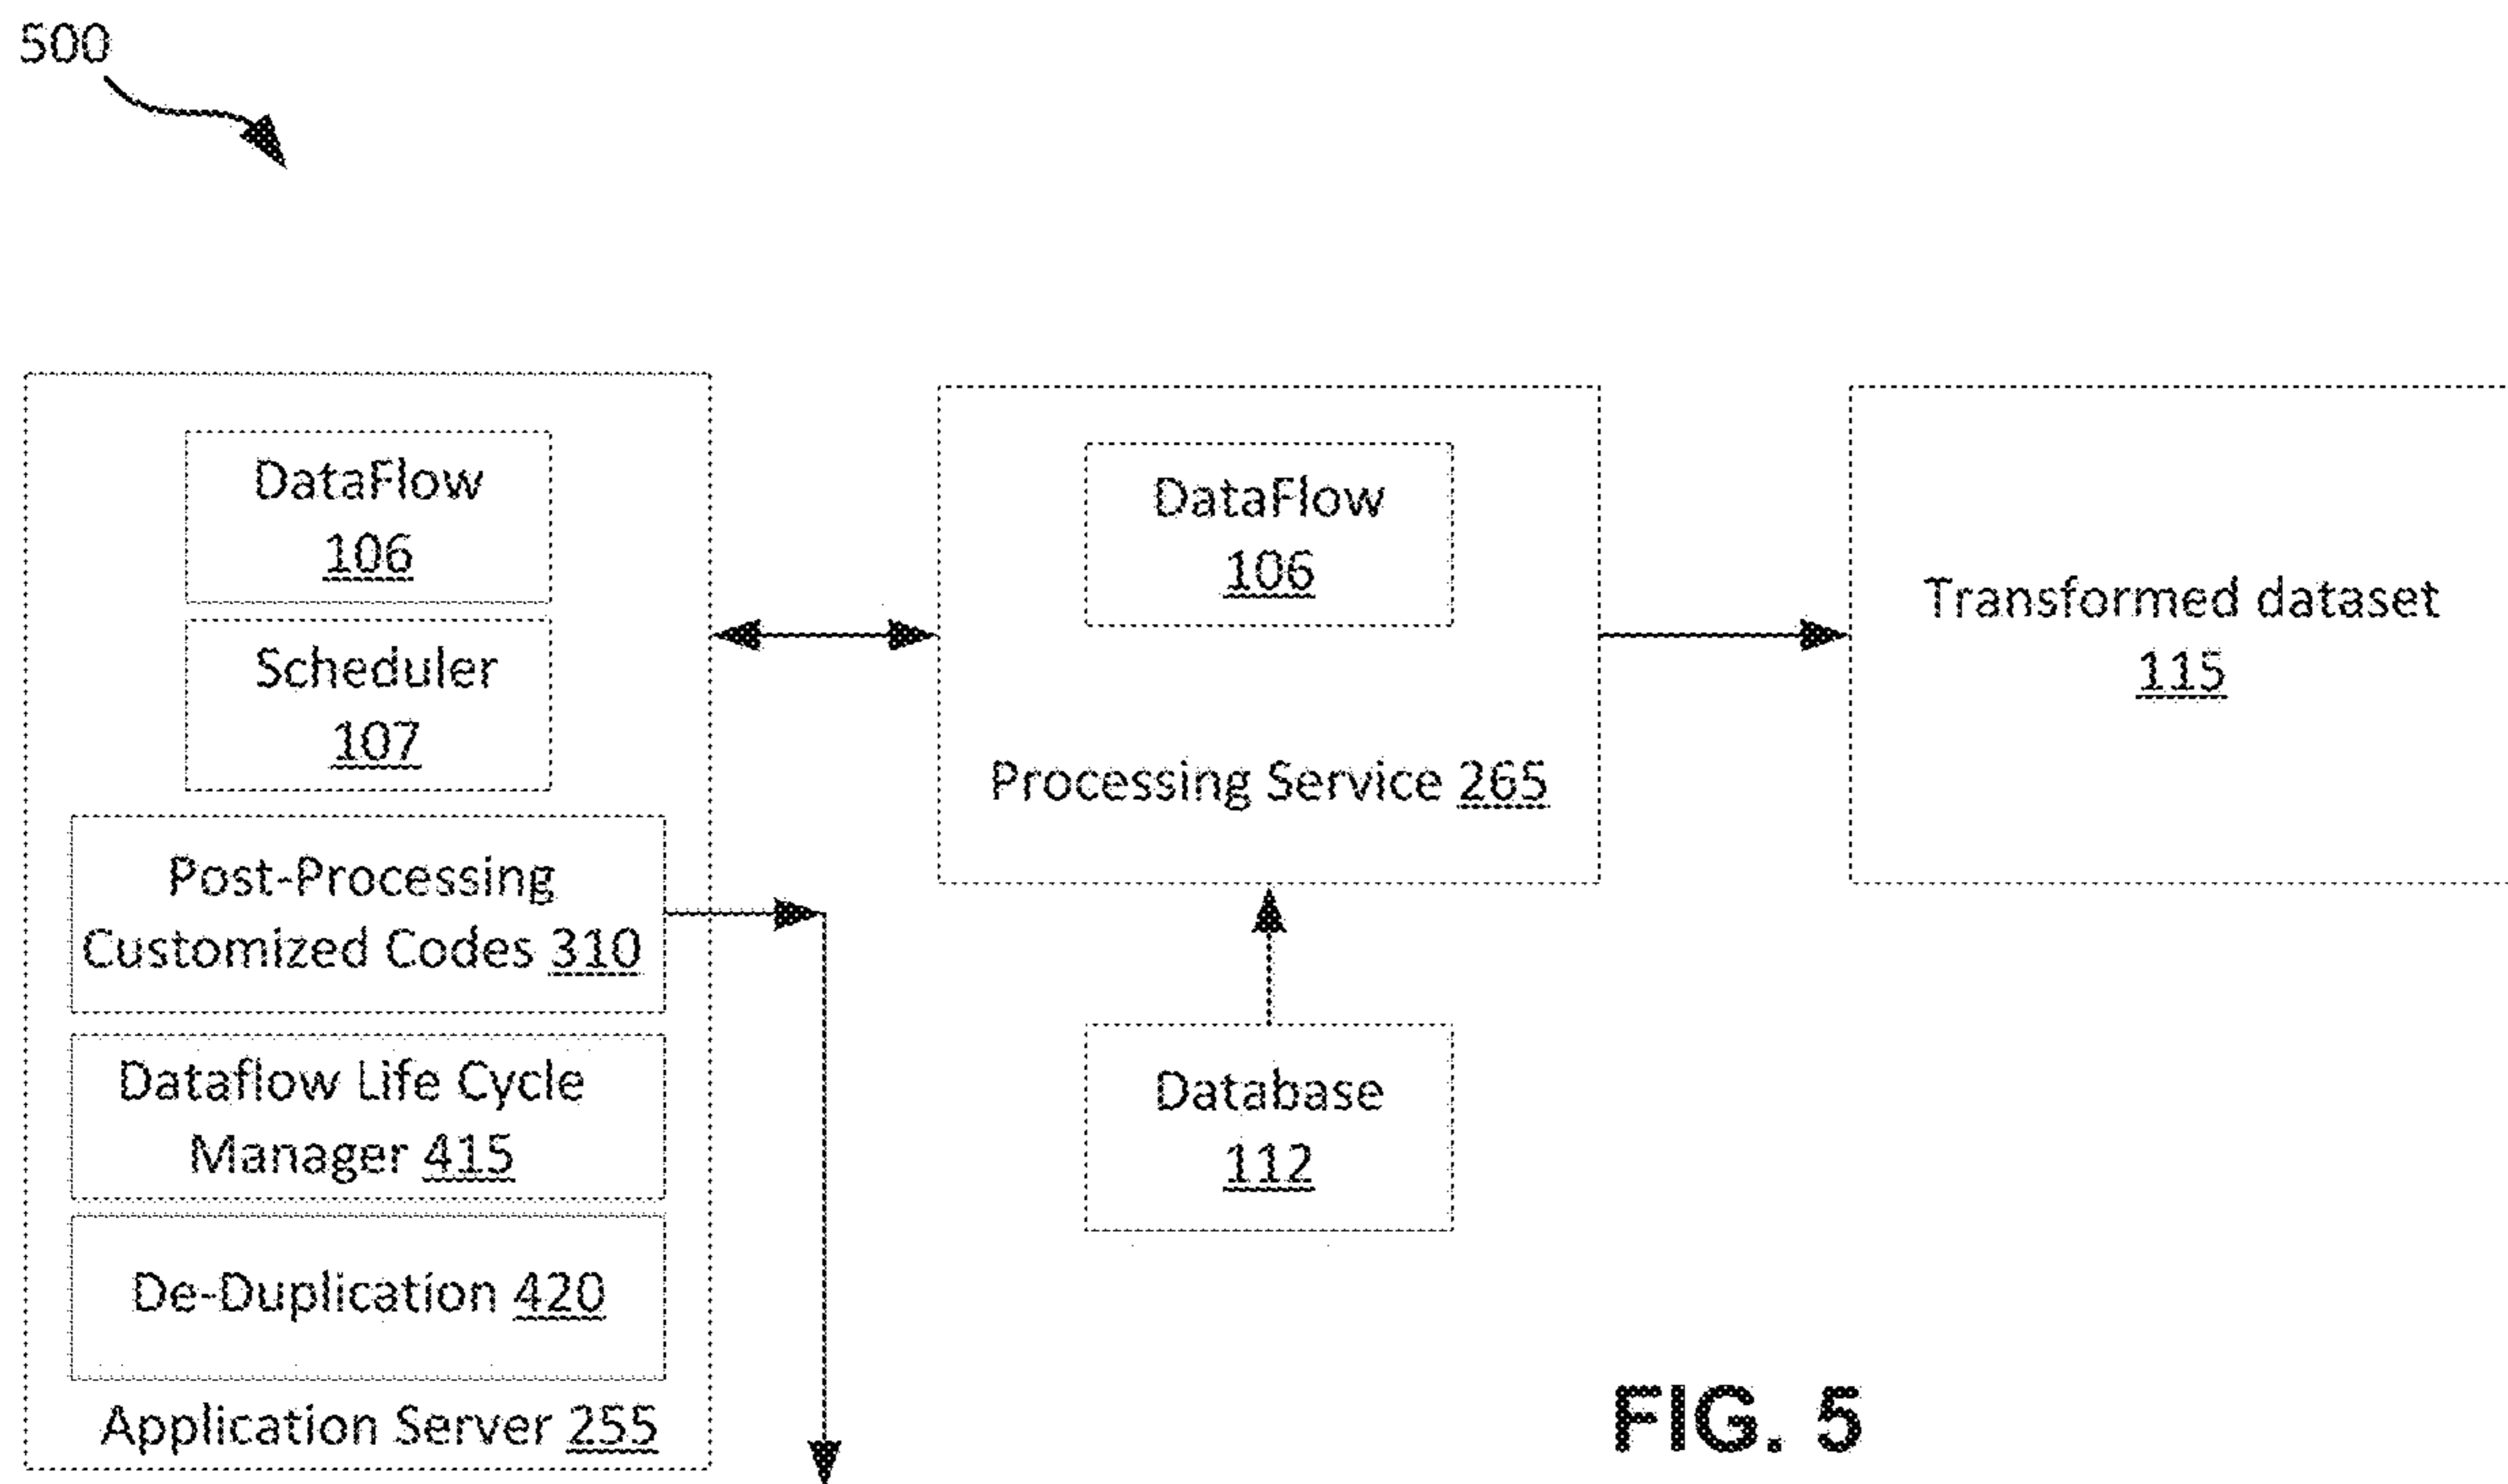 500
DataFlow
106
Scheduler
107
Post-Processing
Customized Codes 310
Dataflow Life Cycle
Manager 415
De-Duplication 420
Application Server 255
DataFlow
106
Processing Service 265
Database
112
Transformed dataset
115
FIG. 5